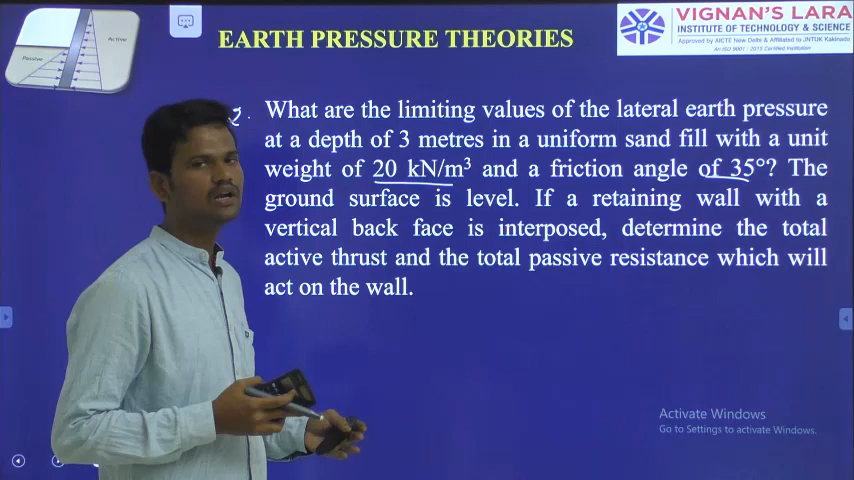 Active
Passive
EARTH PRESSURE THEORIES
VIGNAN'S LARA
INSTITUTE OF TECHNOLOGY & SCIENCE
Approved by AICTE New Delhi & Affiliated to JNTUK Kakinada
An ISO 9001 : 2015 Certified Institution
2. What are the limiting values of the lateral earth pressure
at a depth of 3 metres in a uniform sand fill with a unit
weight of 20 kN/m³ and a friction angle of 35°? The
ground surface is level. If a retaining wall with a
vertical back face is interposed, determine the total
active thrust and the total passive resistance which will
act on the wall.
Activate Windows
Go to Settings to activate Windows.